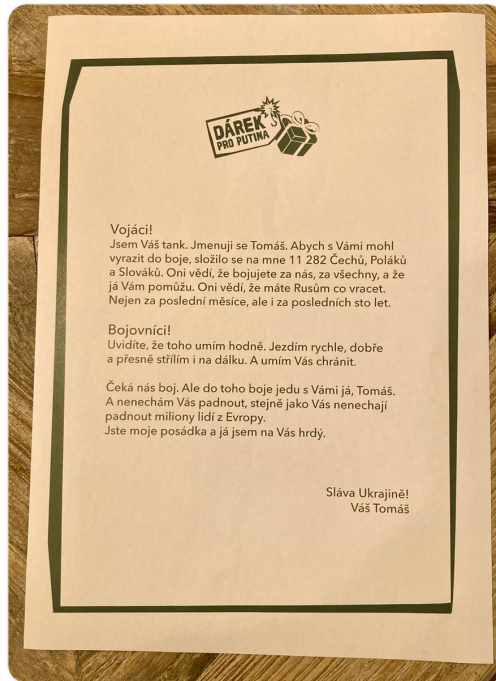 DÁREK
PRO PUTINA
Vojáci!
Jsem Váš tank. Jmenuji se Tomáš. Abych s Vámi mohl
vyrazit do boje, složilo se na mne 11 282 Čechů, Poláků
a Slováků. Oni vědí, že bojujete za nás, za všechny, a že
já Vám pomůžu. Oni vědí, že máte Rusům co vracet.
Nejen za poslední měsíce, ale i za posledních sto let.
Bojovníci!
Uvidíte, že toho umím hodně. Jezdím rychle, dobře
a přesně střílím i na dálku. A umím Vás chránit.
Čeká nás boj. Ale do toho boje jedu s Vámi já, Tomáš.
A nenechám Vás padnout, stejně jako Vás nenechají
padnout miliony lidí z Evropy.
Jste moje posádka a já jsem na Vás hrdý.
Sláva Ukrajině!
Váš Tomáš